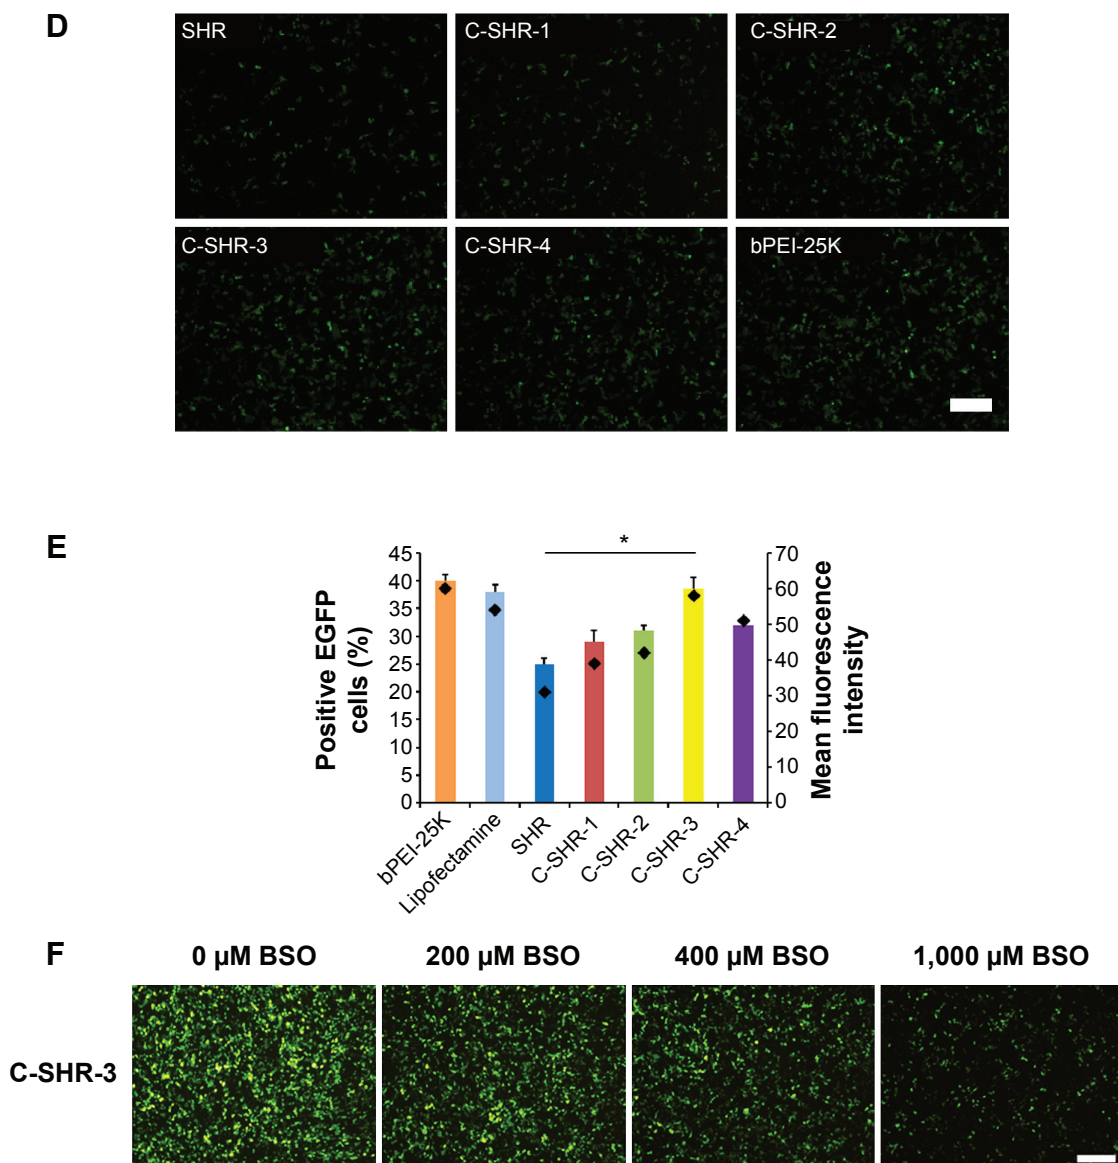 D
SHR
C-SHR-1
C-SHR-2
C-SHR-3
C-SHR-4
bPEI-25K
E
Positive EGFP
cells (%)
45
40
35
30
25
20
15
10
5
0
*
70
60
50
40
30
20
10
0
Mean fluorescence
intensity
bPEI-25K
Lipofectamine
SHR
C-SHR-1
C-SHR-2
C-SHR-3
C-SHR-4
F
0 µM BSO
200 µM BSO
400 µM BSO
1,000 µM BSO
C-SHR-3